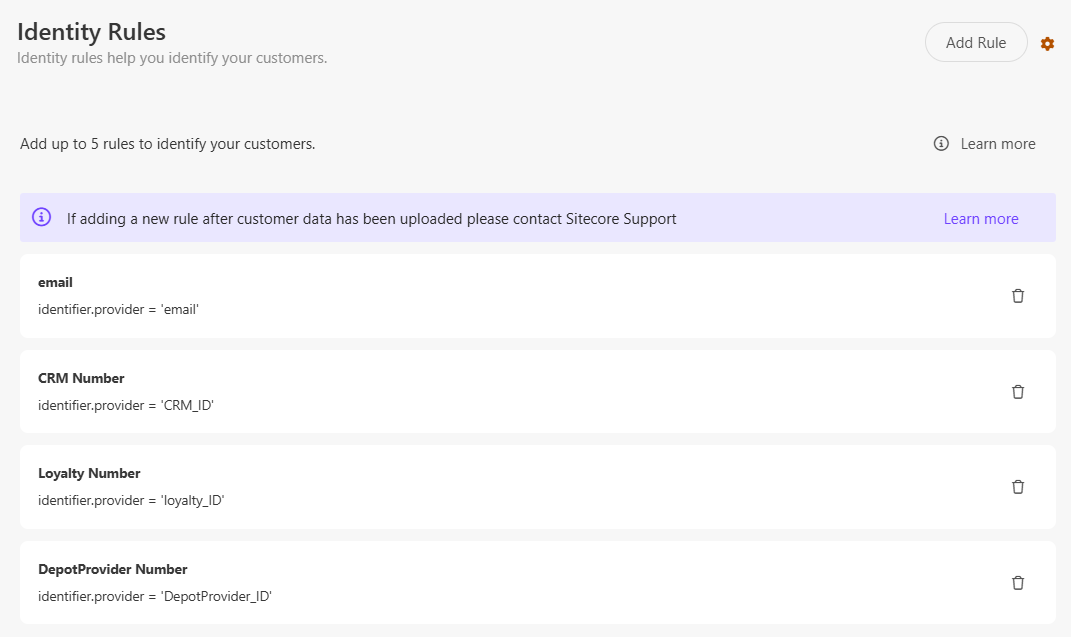 Identity Rules
Identity rules help you identify your customers.
Add Rule
Add up to 5 rules to identify your customers.
Learn more
If adding a new rule after customer data has been uploaded please contact Sitecore Support
Learn more
email
identifier.provider = 'email'
CRM Number
identifier.provider = 'CRM_ID'
Loyalty Number
identifier.provider = 'loyalty_ID'
DepotProvider Number
identifier.provider = 'DepotProvider_ID'